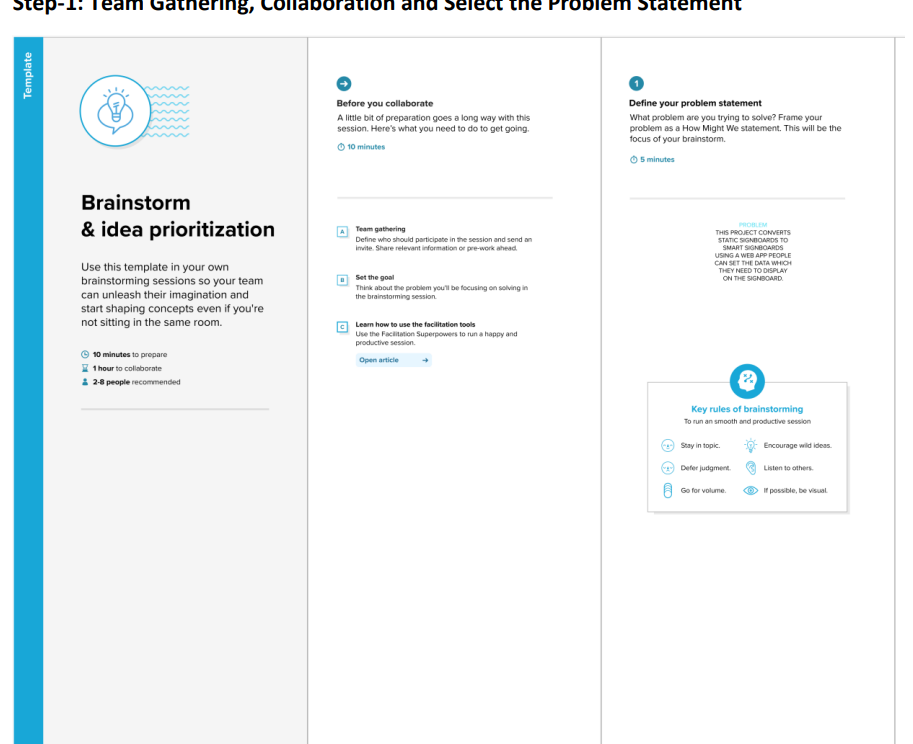 Step-1: Team Gathering, Collaboration and Select the Problem Statement
Template
Brainstorm
& idea prioritization
Use this template in your own
brainstorming sessions so your team
can unleash their imagination and
start shaping concepts even if you're
not sitting in the same room.
10 minutes to prepare
1 hour to collaborate
2-8 people recommended
Before you collaborate
A little bit of preparation goes a long way with this
session. Here's what you need to do to get going.
10 minutes
A
Team gathering
Define who should participate in the session and send an
invite. Share relevant information or pre-work ahead.
B
Set the goal
Think about the problem you'll be focusing on solving in
the brainstorming session.
C
Learn how to use the facilitation tools
Use the Facilitation Superpowers to run a happy and
productive session.
Open article
1
Define your problem statement
What problem are you trying to solve? Frame your
problem as a How Might We statement. This will be the
focus of your brainstorm.
5 minutes
PROBLEM
THIS PROJECT CONVERTS
STATIC SIGNBOARDS TO
SMART SIGNBOARDS
USING A WEB APP PEOPLE
CAN SET THE DATA WHICH
THEY NEED TO DISPLAY
ON THE SIGNBOARD.
Key rules of brainstorming
To run an smooth and productive session
Stay in topic.
Encourage wild ideas.
Defer judgment.
Listen to others.
Go for volume.
If possible, be visual.